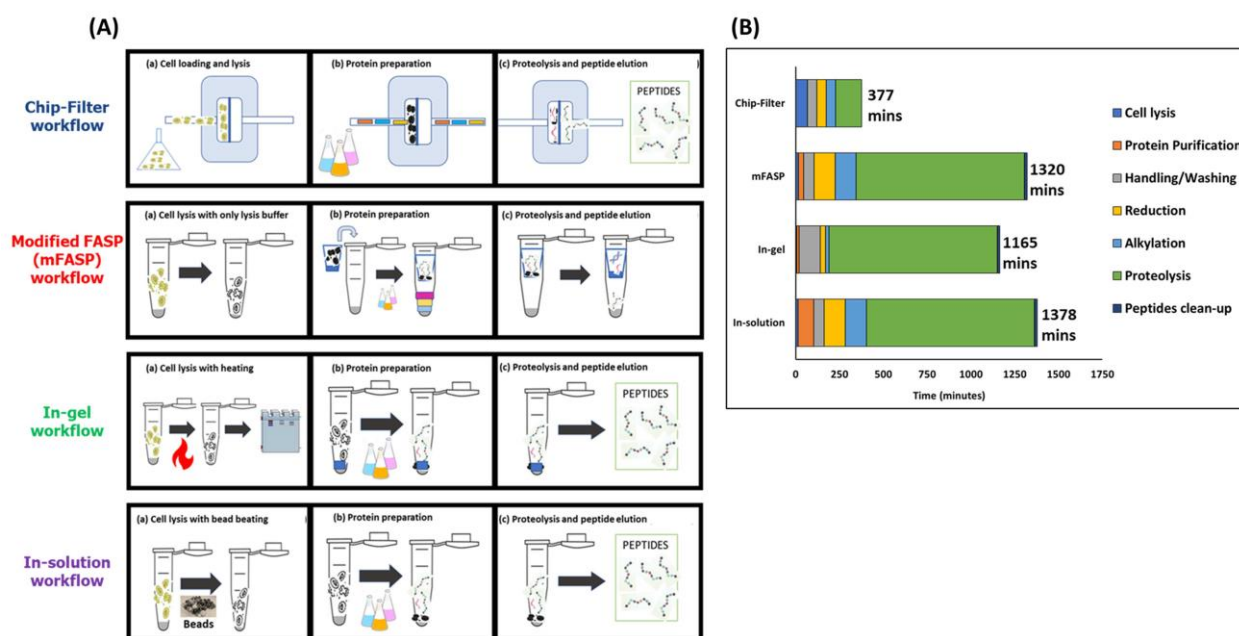 (A)
Chip-Filter
workflow
(a) Cell loading and lysis
(b) Protein preparation
(c) Proteolysis and peptide elution )
PEPTIDES
Modified FASP
(mFASP)
workflow
(a) Cell lysis with only lysis buffer
(b) Protein preparation
(c) Proteolysis and peptide elution
In-gel
workflow
(a) Cell lysis with heating
(b) Protein preparation
(c) Proteolysis and peptide elution
PEPTIDES
In-solution
workflow
(a) Cell lysis with bead beating (
Beads
(b) Protein preparation
(c) Proteolysis and peptide elution
PEPTIDES
(B)
Chip-Filter
377
mins
mFASP
1320
mins
In-gel
1165
mins
In-solution
1378
mins
0 250 500 750 1000 1250 1500 1750
Time (minutes)
Cell lysis
Protein Purification
Handling/Washing
Reduction
Alkylation
Proteolysis
Peptides clean-up